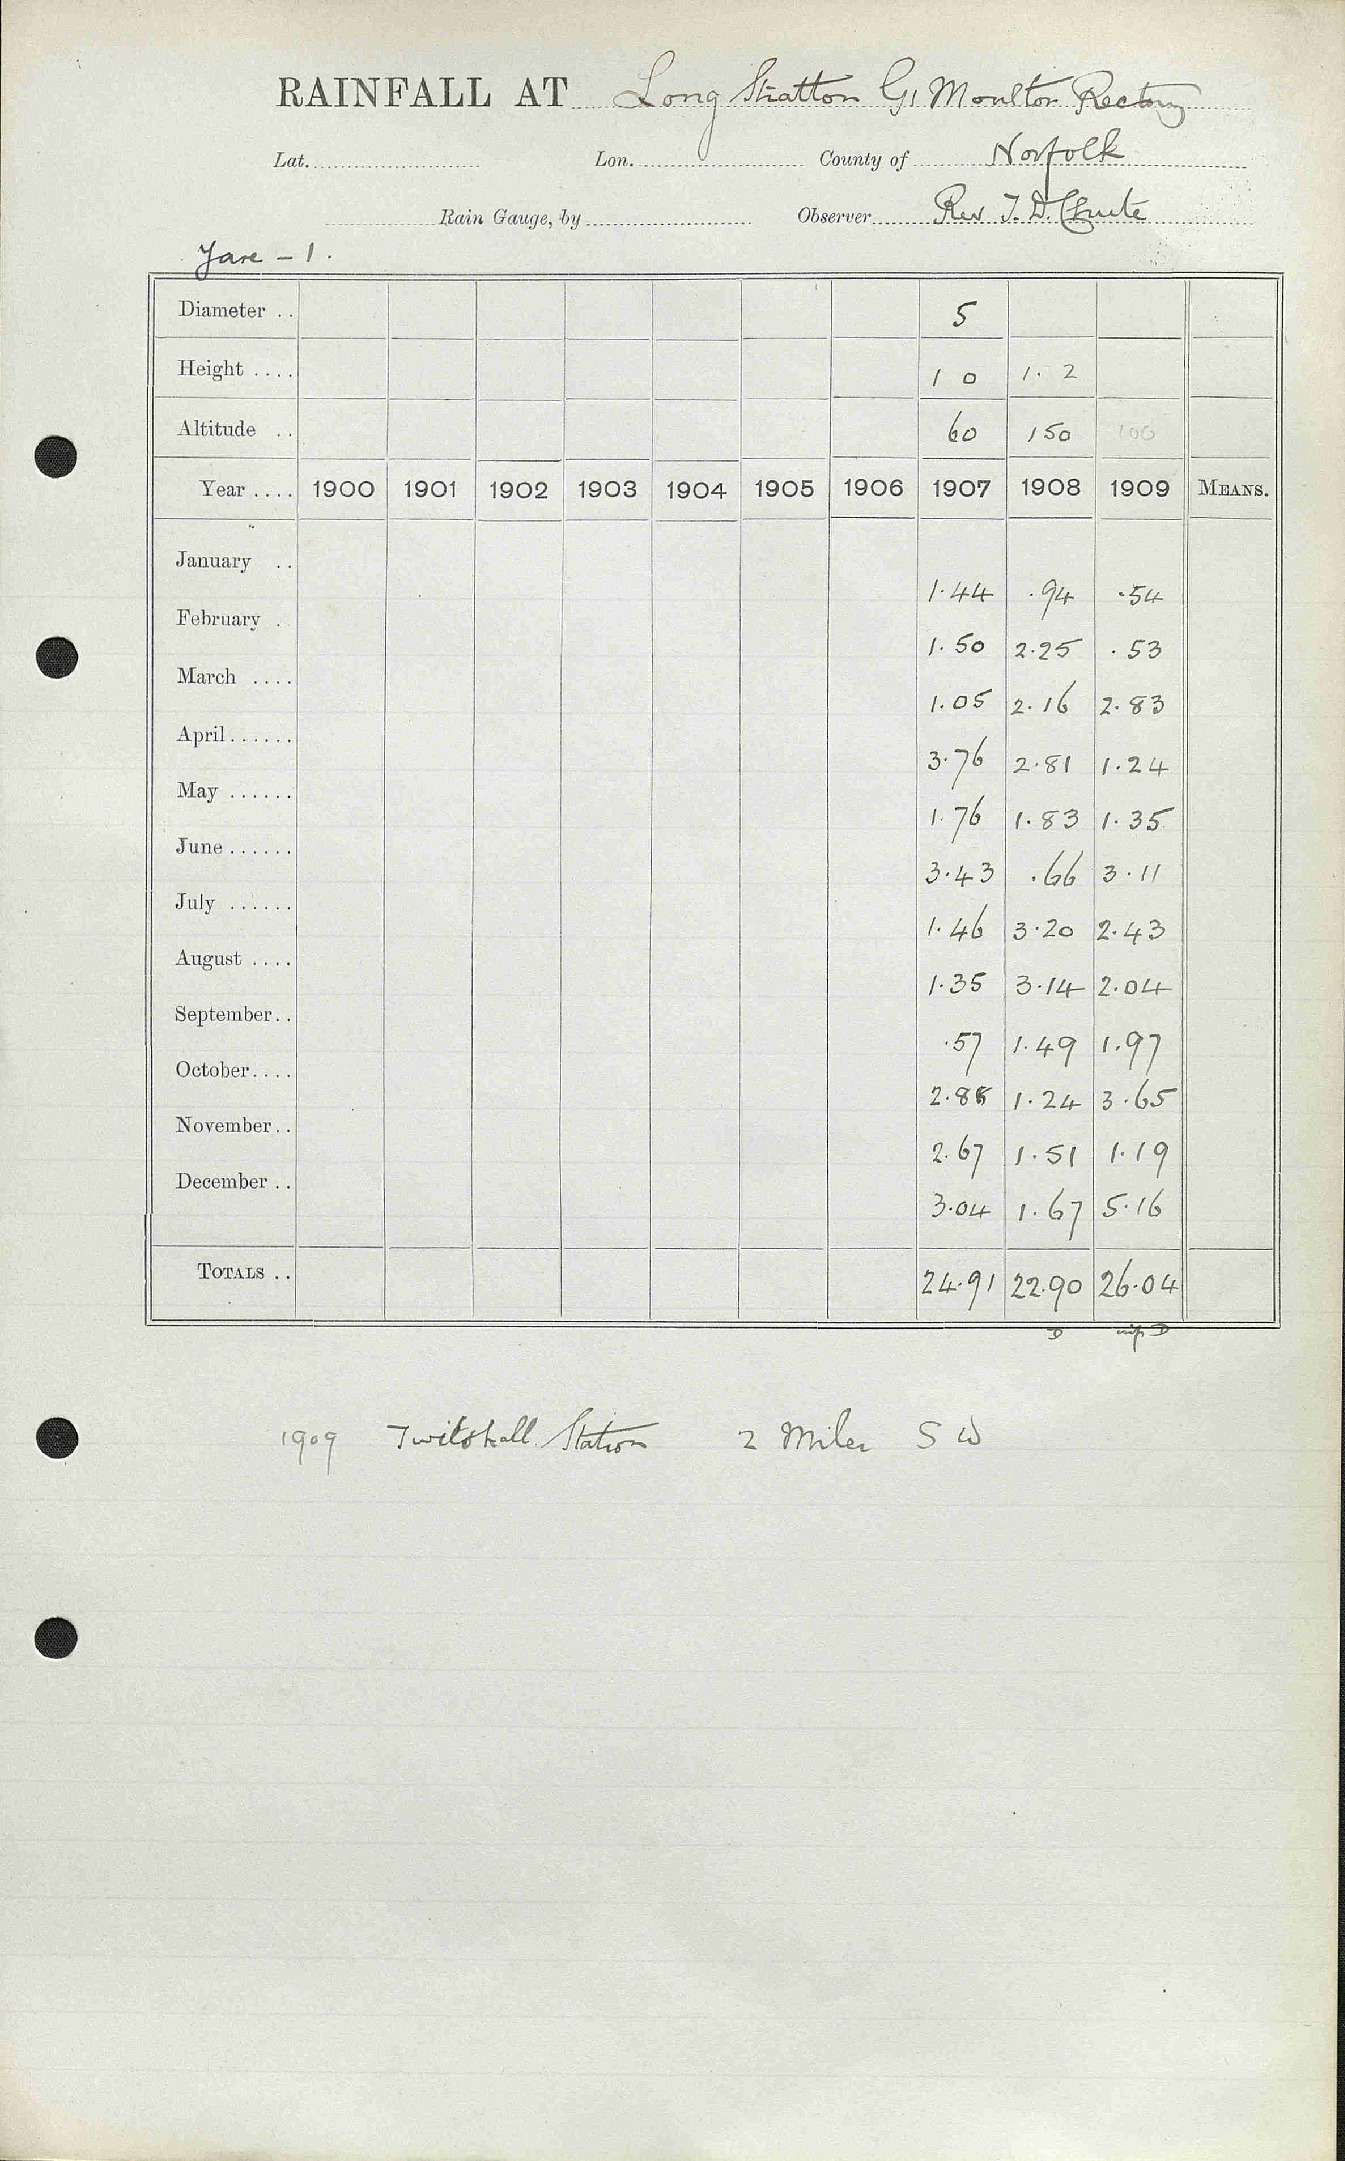 RAINFALL AT Long Stratton Gt Moulton Rectory
Lat. Lon. County of Norfolk
Rain Gauge, by Observer Rev J. D. Chute
Yare - 1.
Diameter .. 5
Height .... 1 0 1. 2
Altitude .. 60 150 100
Year .... 1900 1901 1902 1903 1904 1905 1906 1907 1908 1909 MEANS.
January .. 1.44 .94 .54
February . 1.50 2.25 .53
March .... 1.05 2.16 2.83
April...... 3.76 2.81 1.24
May ...... 1.76 1.83 1.35
June...... 3.43 .66 3.11
July ...... 1.46 3.20 2.43
August .... 1.35 3.14 2.04
September.. .57 1.49 1.97
October.... 2.88 1.24 3.65
November.. 2.67 1.51 1.19
December .. 3.04 1.67 5.16
TOTALS .. 24.91 22.90 26.04
D D
1909 Twitshall Station 2 Miles S W